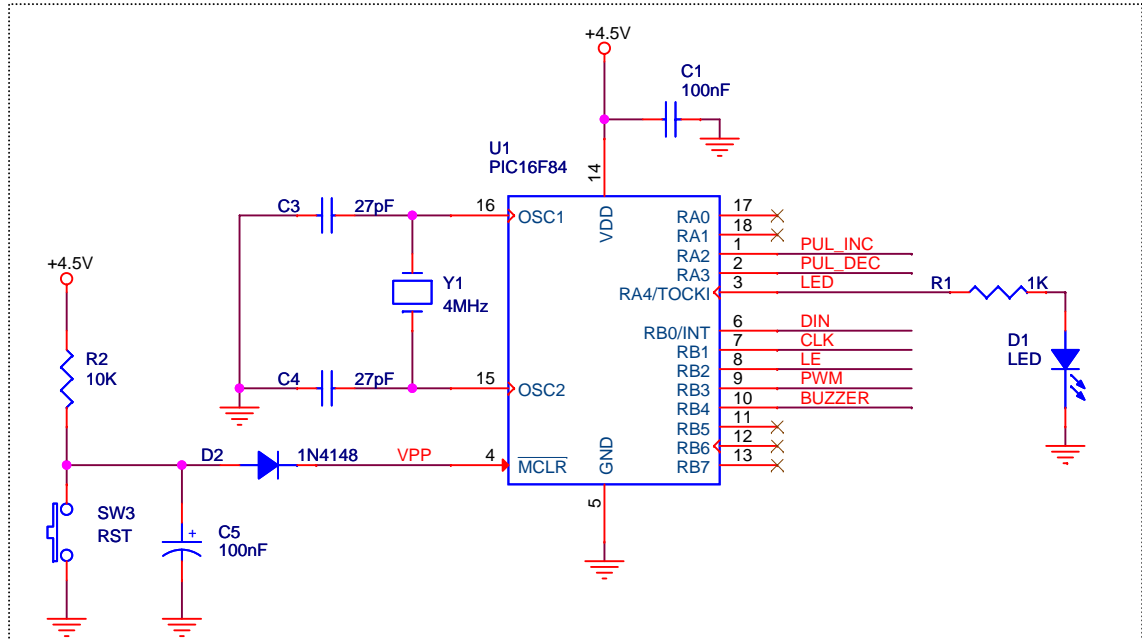 +4.5V
C1
100nF
U1
PIC16F84
14
VDD
C3
27pF
16
OSC1
RA0
17
RA1
18
RA2
1
PUL_INC
RA3
2
PUL_DEC
RA4/TOCKI
3
LED
R1
1K
+4.5V
Y1
4MHz
RB0/INT
6
DIN
RB1
7
CLK
RB2
8
LE
RB3
9
PWM
RB4
10
BUZZER
RB5
11
RB6
12
RB7
13
D1
LED
R2
10K
C4
27pF
15
OSC2
D2
1N4148
VPP
4
MCLR
GND
5
SW3
RST
+
C5
100nF